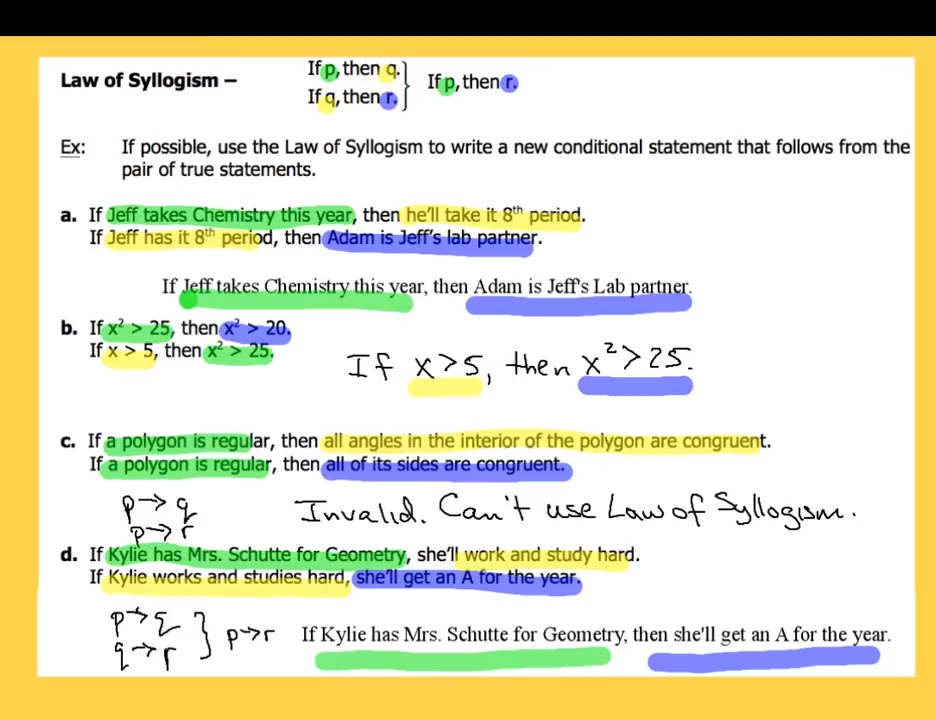 Law of Syllogism –
If p, then q.
If q, then r.
If p, then r.
Ex: If possible, use the Law of Syllogism to write a new conditional statement that follows from the
pair of true statements.
a. If Jeff takes Chemistry this year, then he'll take it 8th period.
If Jeff has it 8th period, then Adam is Jeff's lab partner.
If Jeff takes Chemistry this year, then Adam is Jeff's Lab partner.
b. If x² > 25, then x² > 20.
If x > 5, then x² > 25.
If x > 5, then x² > 25.
c. If a polygon is regular, then all angles in the interior of the polygon are congruent.
If a polygon is regular, then all of its sides are congruent.
p → q
p → r
Invalid. Can't use Law of Syllogism.
d. If Kylie has Mrs. Schutte for Geometry, she'll work and study hard.
If Kylie works and studies hard, she'll get an A for the year.
p → q
q → r
} p → r
If Kylie has Mrs. Schutte for Geometry, then she'll get an A for the year.